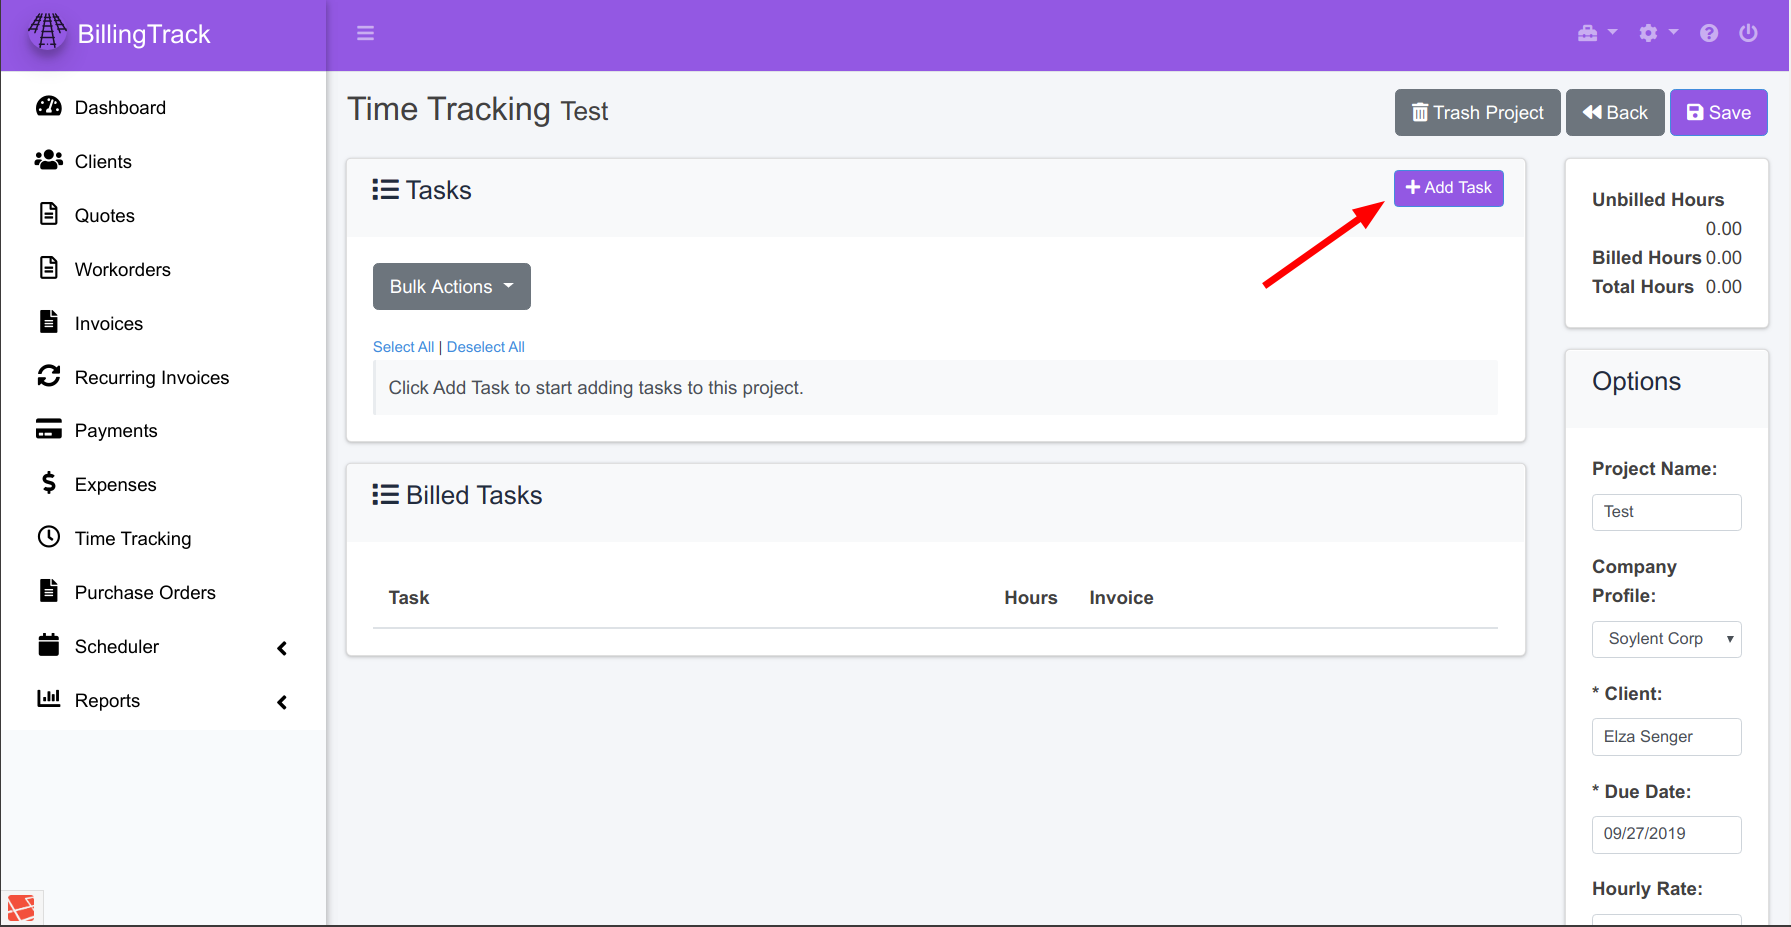 BillingTrack
Dashboard
Clients
Quotes
Workorders
Invoices
Recurring Invoices
Payments
Expenses
Time Tracking
Purchase Orders
Scheduler
Reports
Time Tracking Test
Trash Project
Back
Save
Tasks
Add Task
Bulk Actions
Select All | Deselect All
Click Add Task to start adding tasks to this project.
Billed Tasks
Task Hours Invoice
Unbilled Hours
0.00
Billed Hours 0.00
Total Hours 0.00
Options
Project Name:
Test
Company
Profile:
Soylent Corp
* Client:
Elza Senger
* Due Date:
09/27/2019
Hourly Rate: